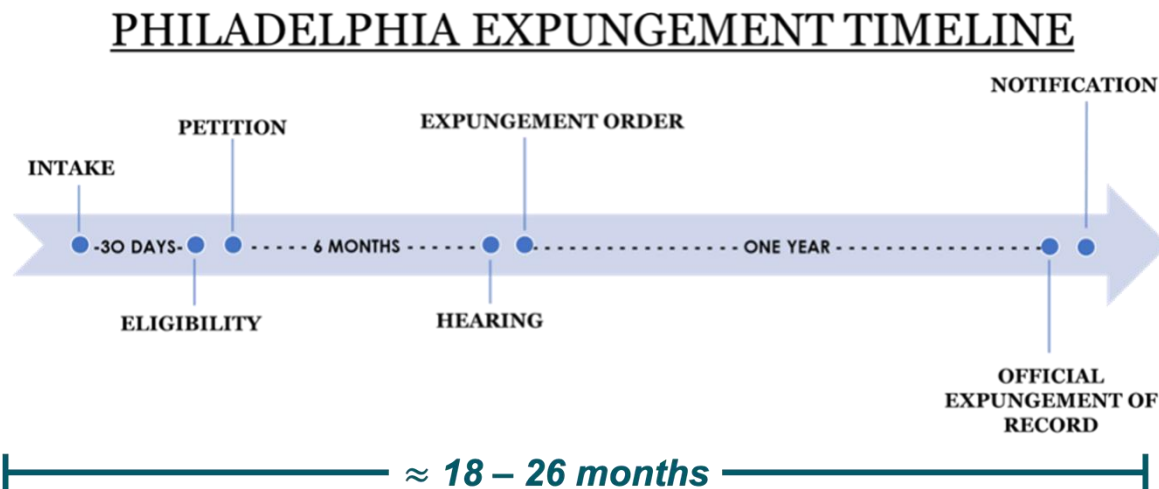 PHILADELPHIA EXPUNGEMENT TIMELINE
NOTIFICATION
EXPUNGEMENT ORDER
PETITION
INTAKE
-30 DAYS-
- - - - - 6 MONTHS - - - - - -
- - - - - - - - - - - - - - - - - ONE YEAR - - - - - - - - - - - - - - - - -
ELIGIBILITY
HEARING
OFFICIAL
EXPUNGEMENT OF
RECORD
≈ 18 – 26 months